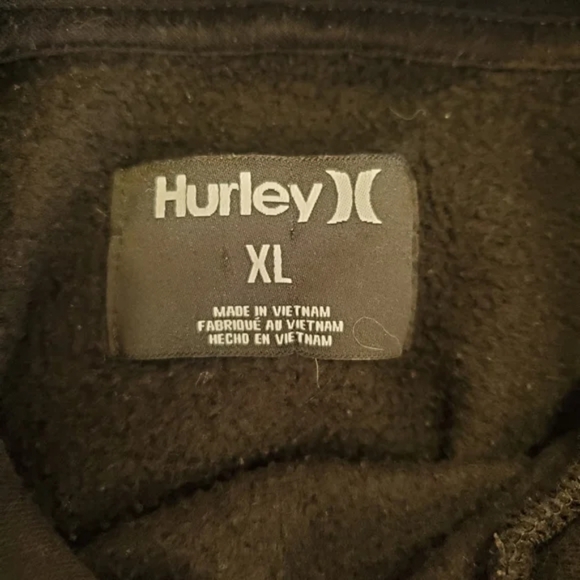 Hurley
XL
MADE IN VIETNAM
FABRIQUÉ AU VIETNAM
HECHO EN VIETNAM